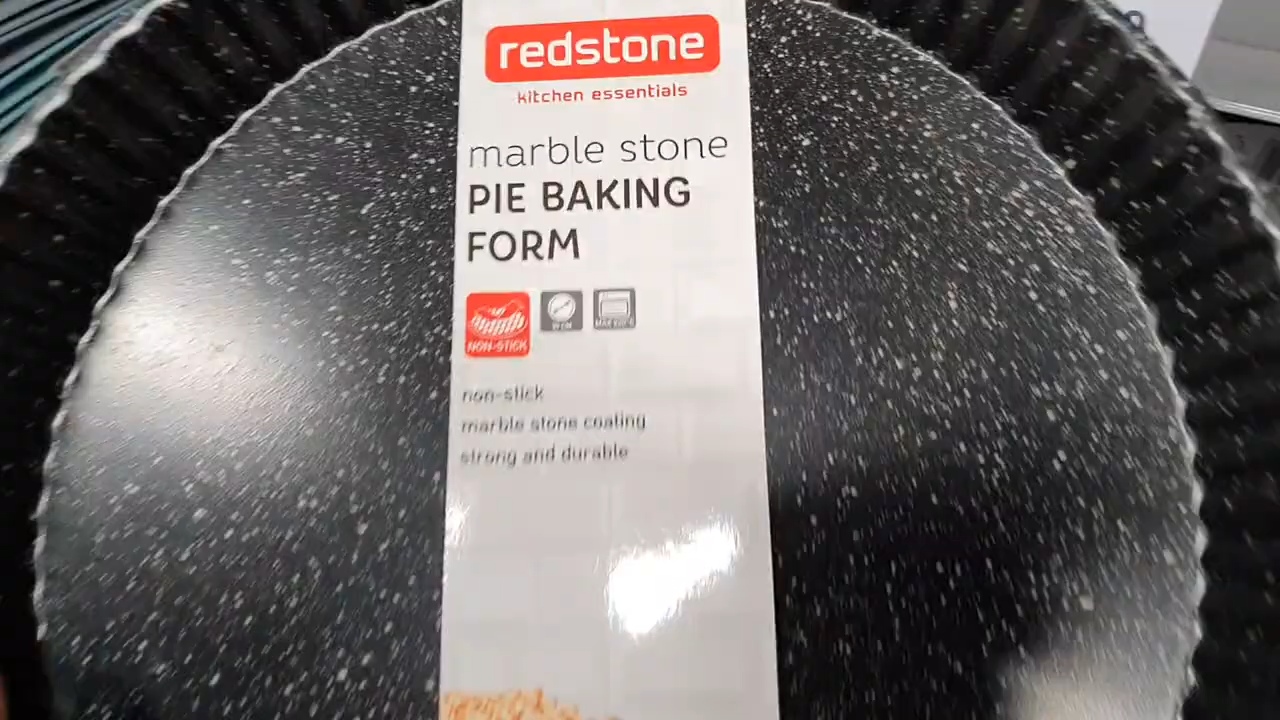 redstone
kitchen essentials
marble stone
PIE BAKING
FORM
NON-STICK
non-stick
marble stone coating
strong and durable